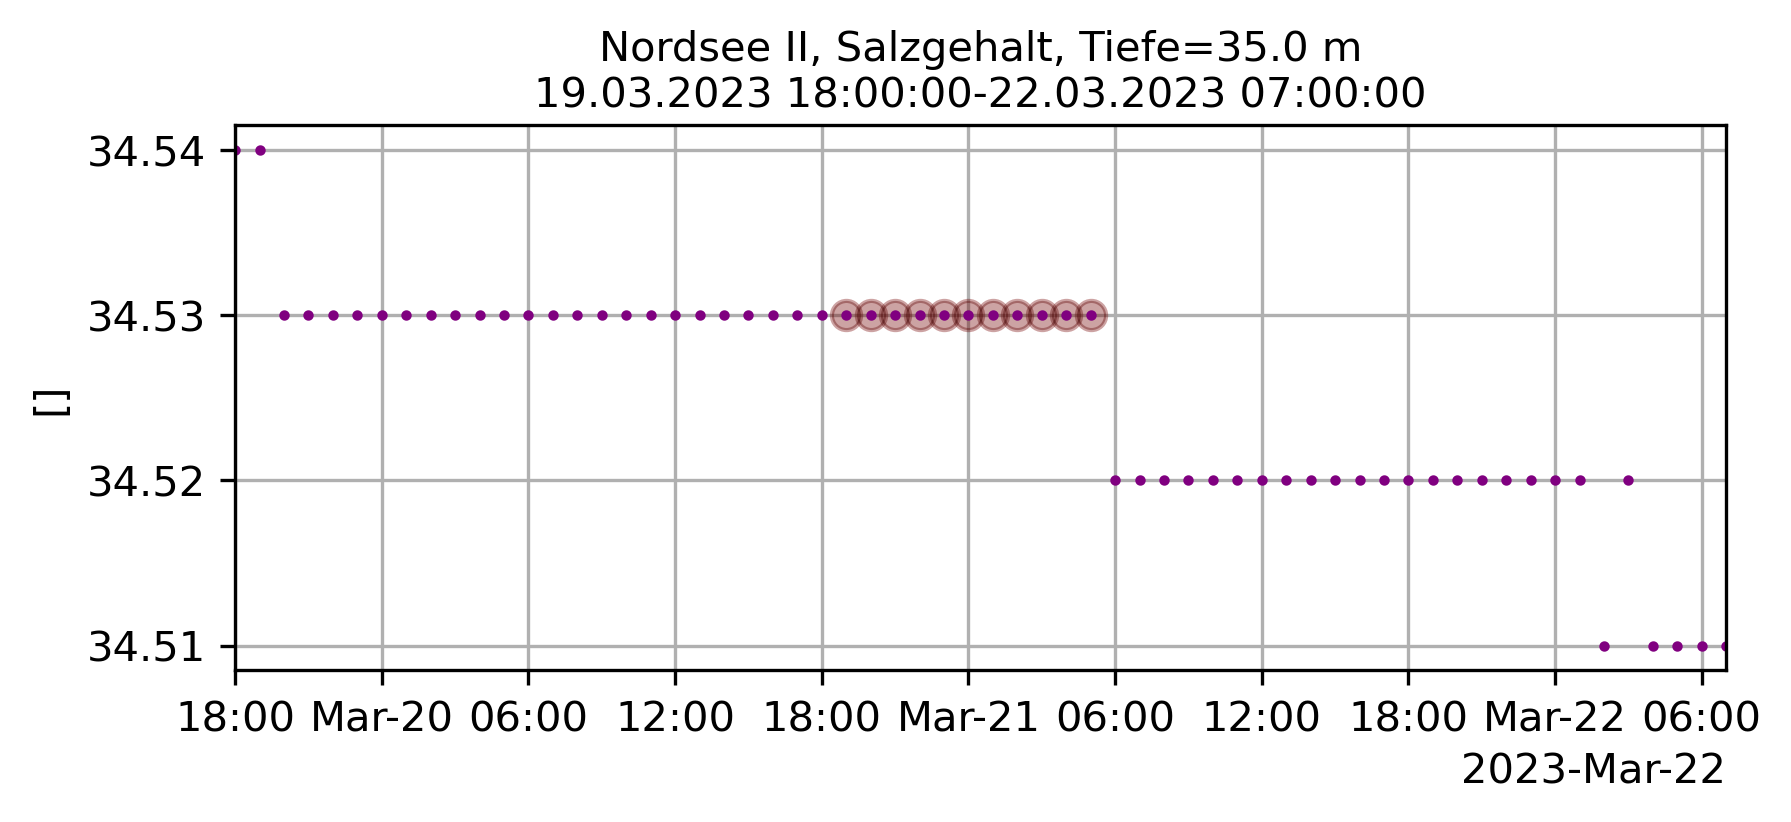 Nordsee II, Salzgehalt, Tiefe=35.0 m
19.03.2023 18:00:00-22.03.2023 07:00:00
34.54
34.53
34.52
34.51
[]
18:00 Mar-20 06:00 12:00 18:00 Mar-21 06:00 12:00 18:00 Mar-22 06:00
2023-Mar-22